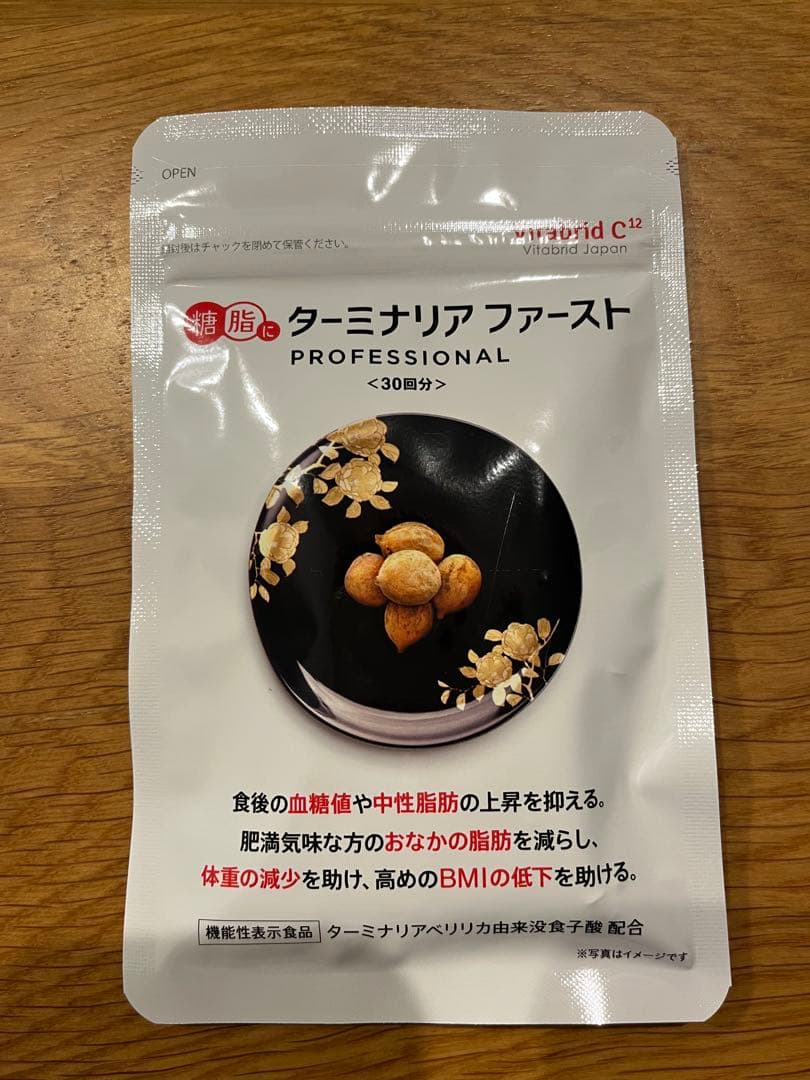 OPEN
Vitabrid C¹²
Vitabrid Japan
開封後はチャックを閉めて保管ください。
糖脂に ターミナリア ファースト
PROFESSIONAL
<30回分>
食後の血糖値や中性脂肪の上昇を抑える。
肥満気味な方のおなかの脂肪を減らし、
体重の減少を助け、高めのBMIの低下を助ける。
機能性表示食品 ターミナリアベリリカ由来没食子酸 配合
※写真はイメージです